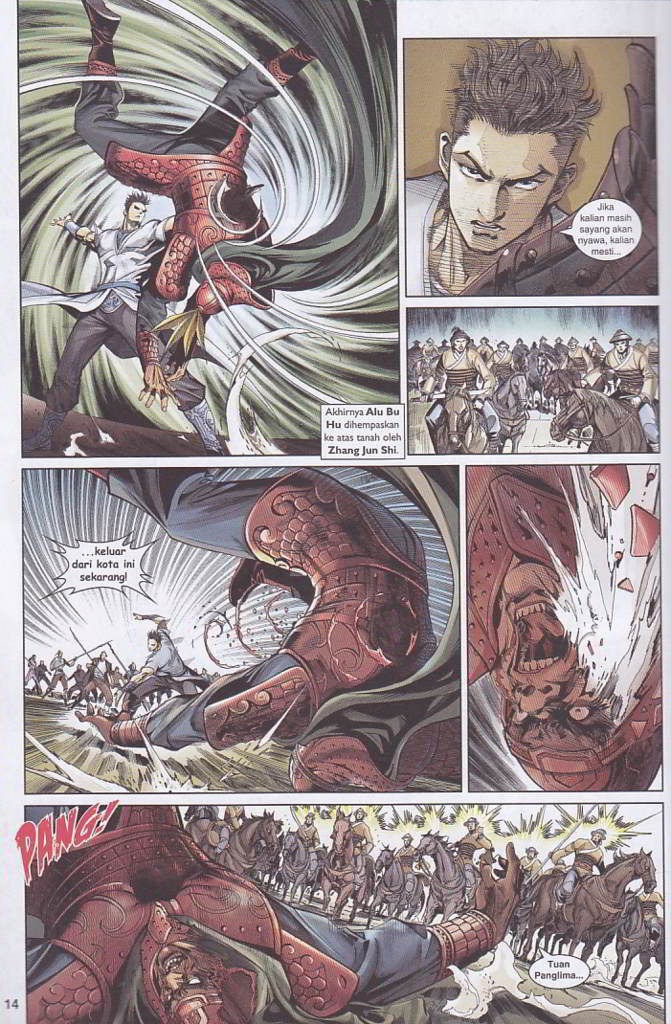 Jika
kalian masih
sayang akan
nyawa, kalian
mesti...
Akhirnya Alu Bu
Hu dihempaskan
ke atas tanah oleh
Zhang Jun Shi.
...keluar
dari kota ini
sekarang!
PANG!
Tuan
Panglima...
14